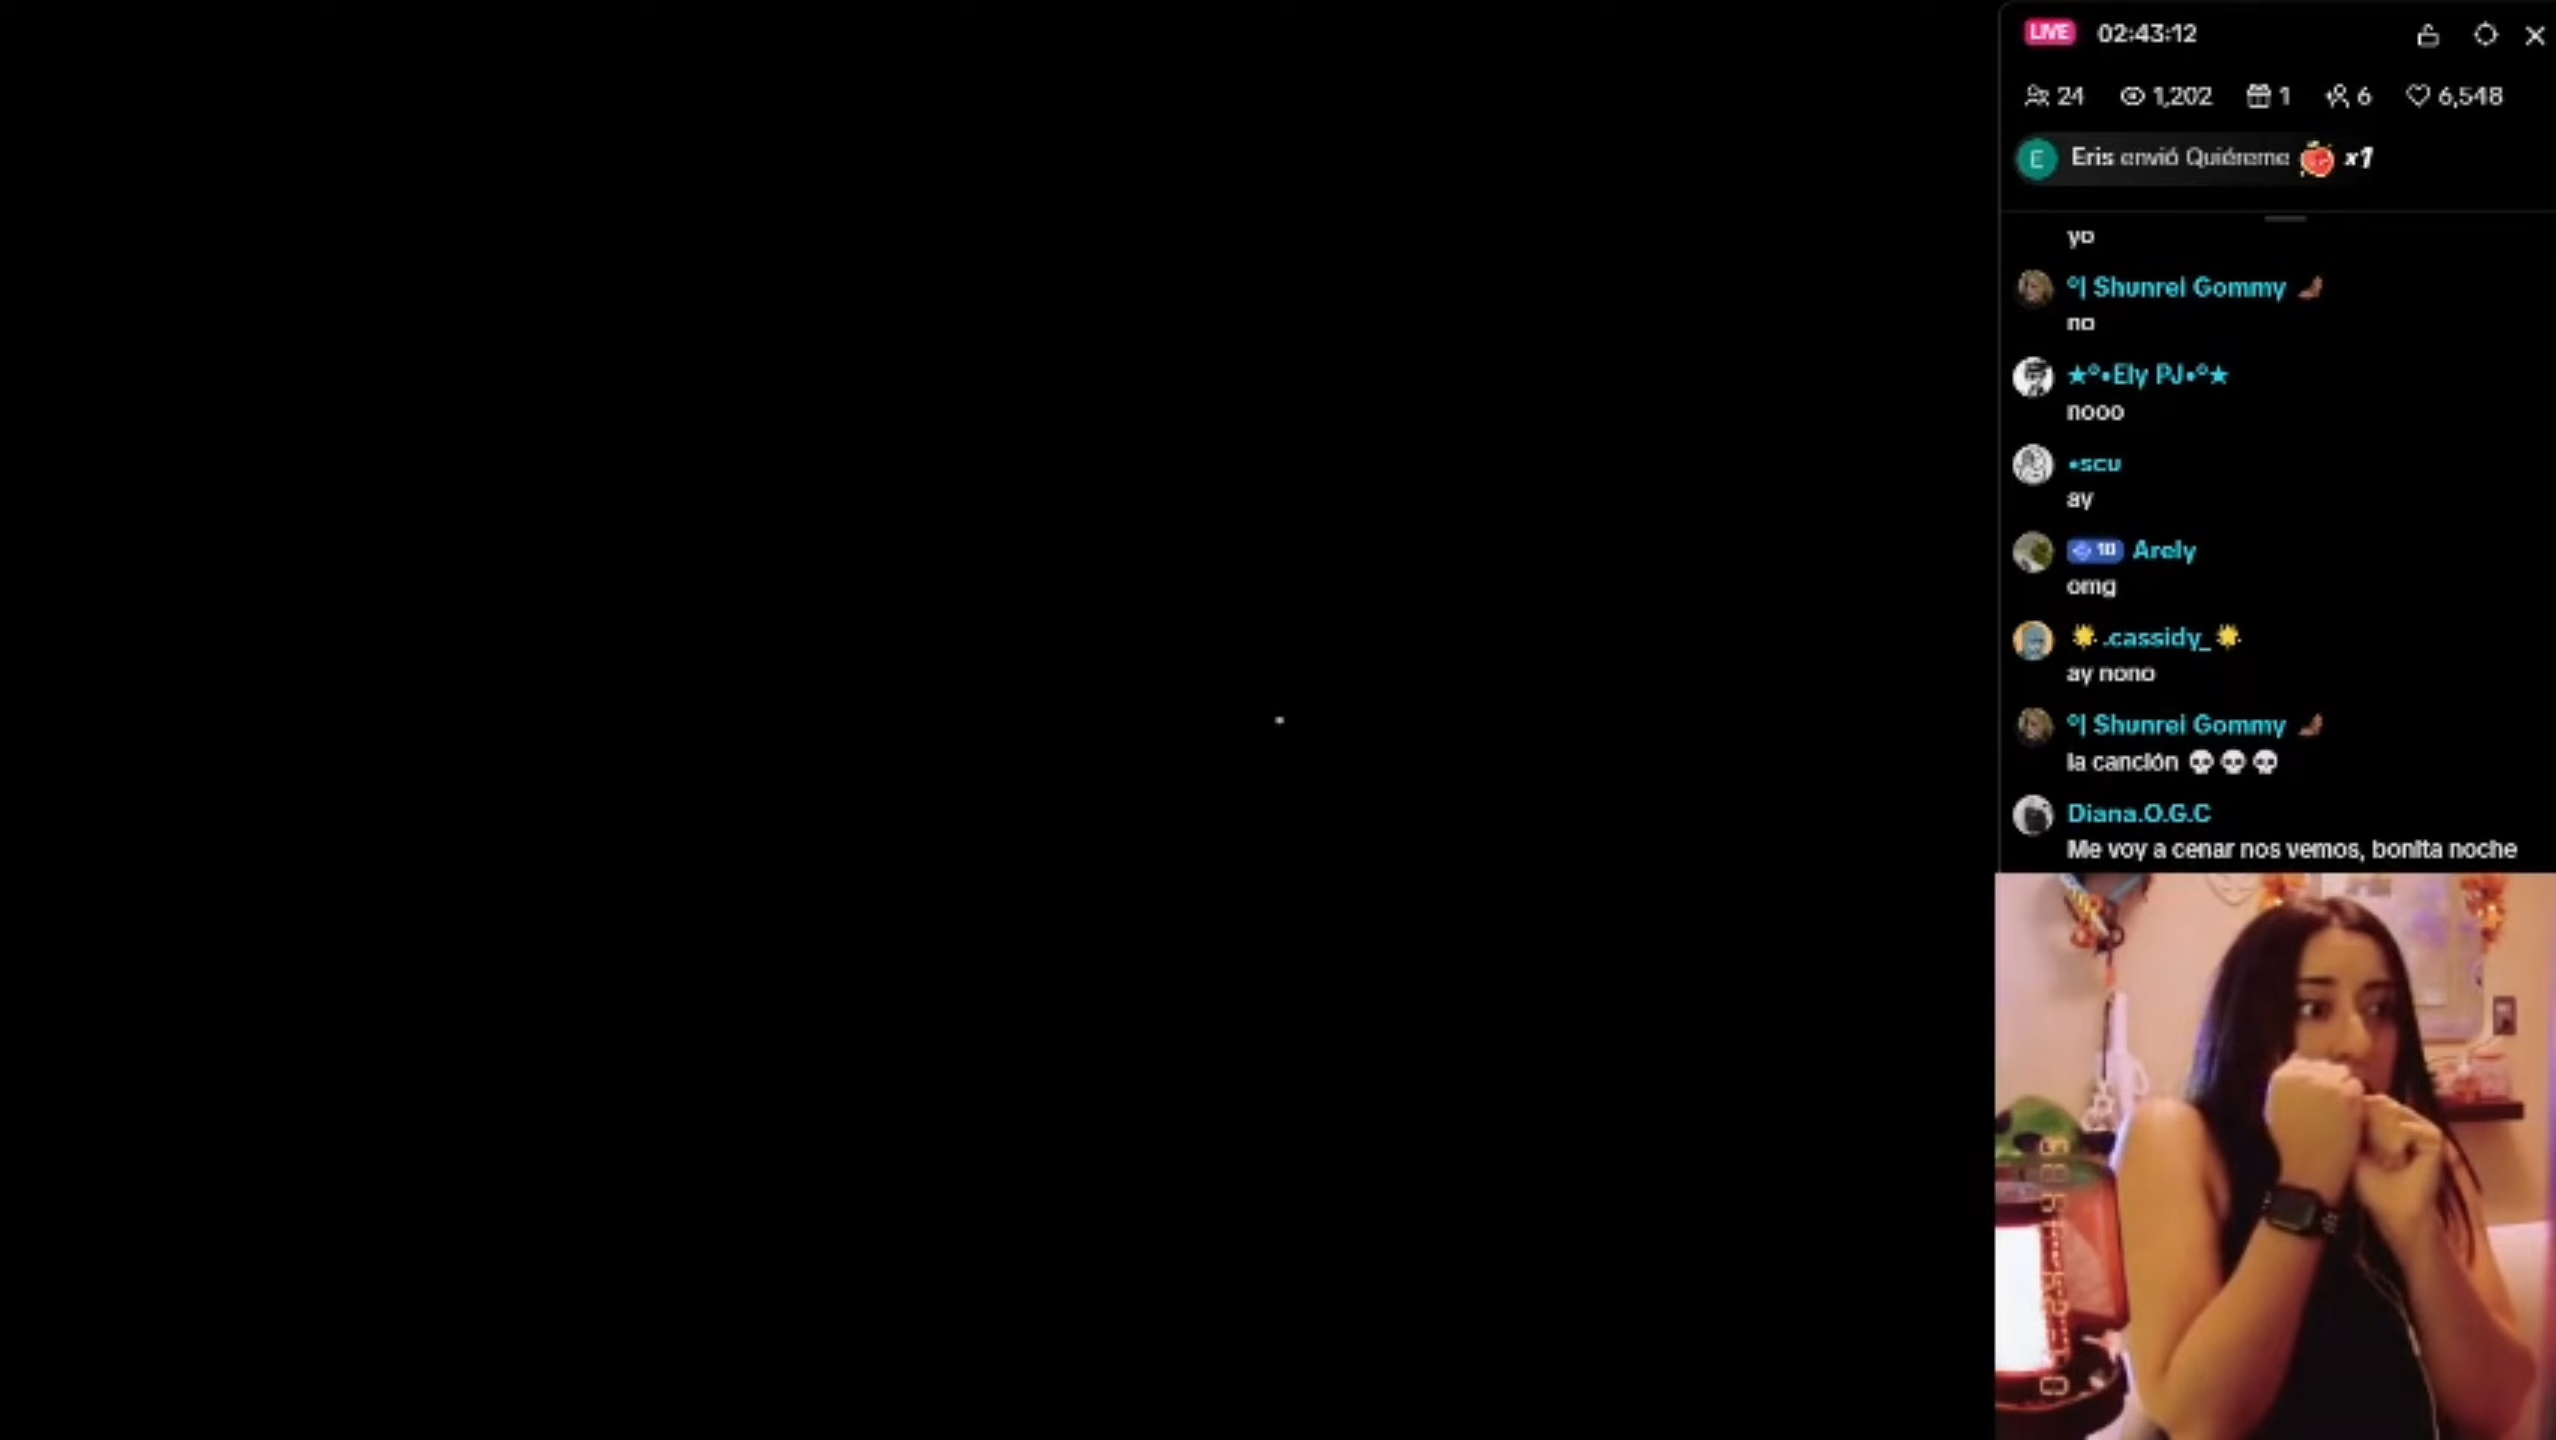 LIVE 02:43:12
24 1,202 1 6 6,548
E Eris envió Quiéreme x1
yo
°| Shunrei Gommy
no
★°•Ely PJ•°★
nooo
•scu
ay
10 Arely
omg
.cassidy_
ay nono
°| Shunrei Gommy
la canción 💀💀💀
Diana.O.G.C
Me voy a cenar nos vemos, bonita noche